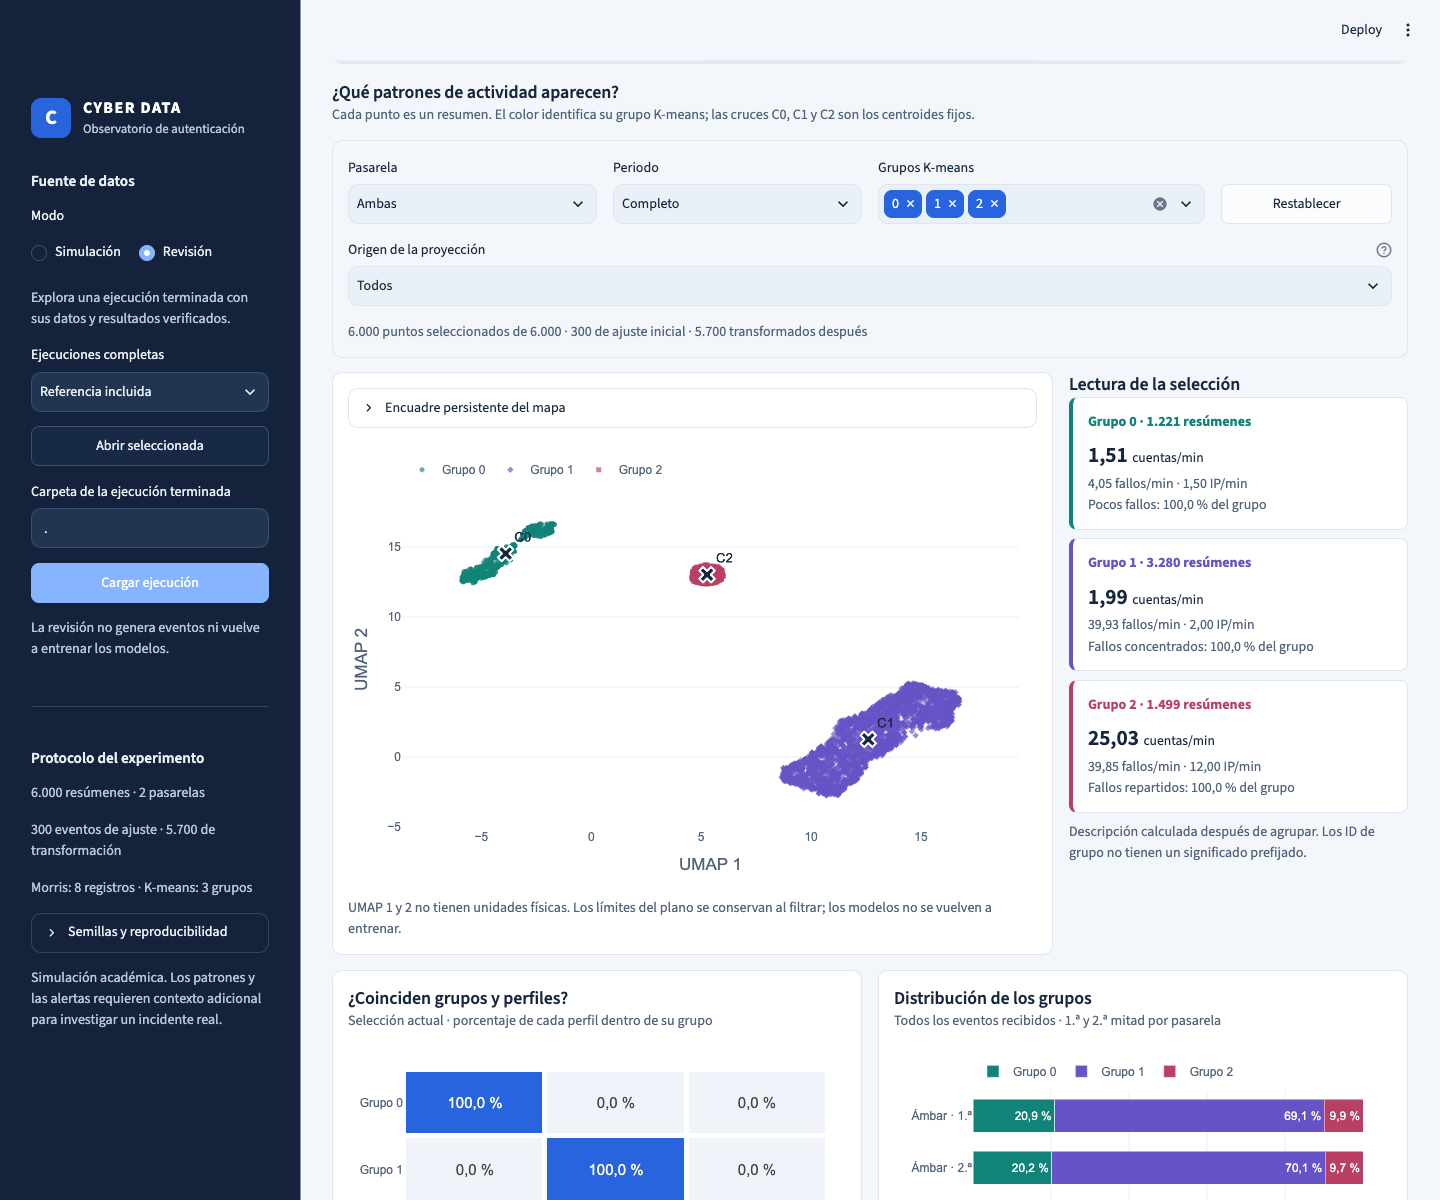 Deploy
C
CYBER DATA
Observatorio de autenticación
Fuente de datos
Modo
Simulación
Revisión
Explora una ejecución terminada con
sus datos y resultados verificados.
Ejecuciones completas
Referencia incluida
Abrir seleccionada
Carpeta de la ejecución terminada
.
Cargar ejecución
La revisión no genera eventos ni vuelve
a entrenar los modelos.
Protocolo del experimento
6.000 resúmenes · 2 pasarelas
300 eventos de ajuste · 5.700 de
transformación
Morris: 8 registros · K-means: 3 grupos
Semillas y reproducibilidad
Simulación académica. Los patrones y
las alertas requieren contexto adicional
para investigar un incidente real.
¿Qué patrones de actividad aparecen?
Cada punto es un resumen. El color identifica su grupo K-means; las cruces C0, C1 y C2 son los centroides fijos.
Pasarela
Periodo
Grupos K-means
Ambas
Completo
0 × 1 × 2 ×
Restablecer
Origen de la proyección
Todos
6.000 puntos seleccionados de 6.000 · 300 de ajuste inicial · 5.700 transformados después
Encuadre persistente del mapa
Grupo 0
Grupo 1
Grupo 2
C0
C2
C1
15
10
5
0
−5
UMAP 2
−5
0
5
10
15
UMAP 1
UMAP 1 y 2 no tienen unidades físicas. Los límites del plano se conservan al filtrar; los modelos no se vuelven a
entrenar.
Lectura de la selección
Grupo 0 · 1.221 resúmenes
1,51 cuentas/min
4,05 fallos/min · 1,50 IP/min
Pocos fallos: 100,0 % del grupo
Grupo 1 · 3.280 resúmenes
1,99 cuentas/min
39,93 fallos/min · 2,00 IP/min
Fallos concentrados: 100,0 % del grupo
Grupo 2 · 1.499 resúmenes
25,03 cuentas/min
39,85 fallos/min · 12,00 IP/min
Fallos repartidos: 100,0 % del grupo
Descripción calculada después de agrupar. Los ID de
grupo no tienen un significado prefijado.
¿Coinciden grupos y perfiles?
Selección actual · porcentaje de cada perfil dentro de su grupo
Grupo 0 100,0 % 0,0 % 0,0 %
Grupo 1 0,0 % 100,0 % 0,0 %
Distribución de los grupos
Todos los eventos recibidos · 1.ª y 2.ª mitad por pasarela
Grupo 0
Grupo 1
Grupo 2
Ámbar · 1.ª 20,9 % 69,1 % 9,9 %
Ámbar · 2.ª 20,2 % 70,1 % 9,7 %